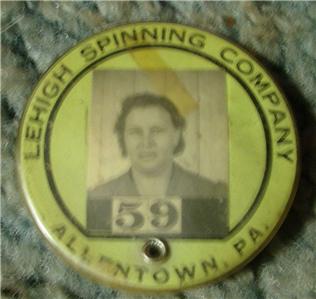 LEHIGH SPINNING COMPANY
59
ALLENTOWN, PA.